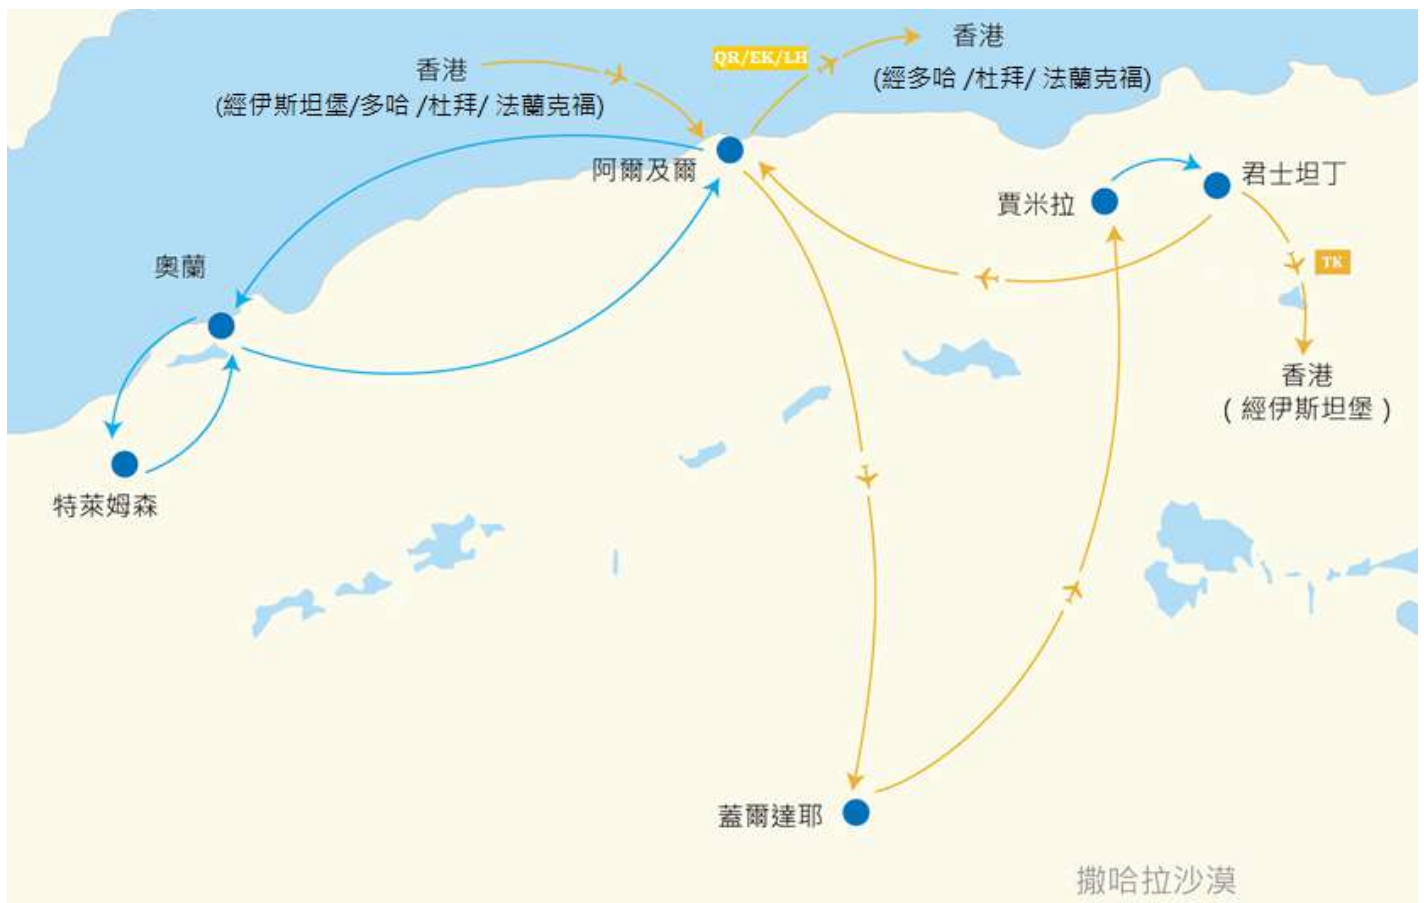 香港
(經伊斯坦堡/多哈 /杜拜/ 法蘭克福)
QR/EK/LH
香港
(經多哈 /杜拜/ 法蘭克福)
阿爾及爾
賈米拉
君士坦丁
TK
奧蘭
香港
( 經伊斯坦堡 )
特萊姆森
蓋爾達耶
撒哈拉沙漠